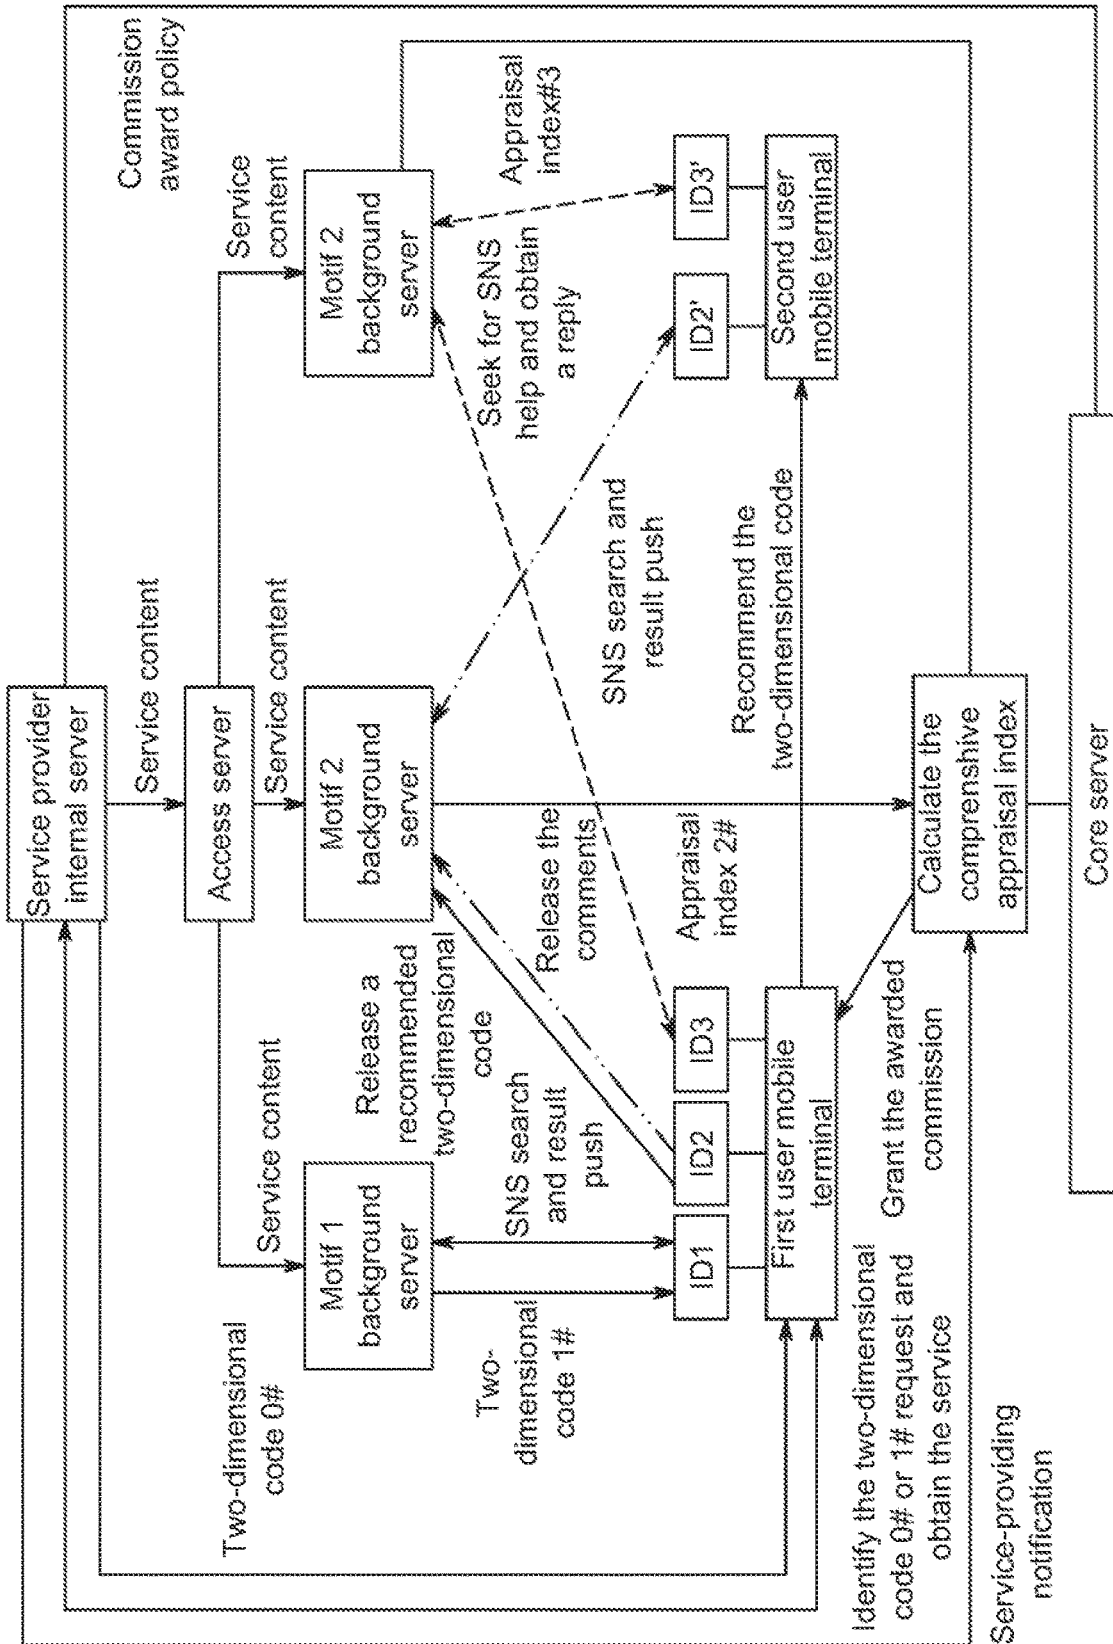 Commission
award policy
Service provider
internal server
Service content
Access server
Service content
Service content
Service
content
Two-dimensional
code 0#
Motif 1
background
server
Motif 2
background
server
Motif 2
background
server
Two-
dimensional
code 1#
SNS search
and result
push
Release a
recommended
two-dimensional
code
Release the
comments
Seek for SNS
help and obtain
a reply
Appraisal
index#3
SNS search and
result push
Appraisal
index 2#
ID1
ID2
ID3
ID2'
ID3'
First user mobile
terminal
Recommend the
two-dimensional code
Second user
mobile terminal
Identify the two-dimensional
code 0# or 1# request and
obtain the service
Grant the awarded
commission
Calculate the
comprenshive
appraisal index
Service-providing
notification
Core server